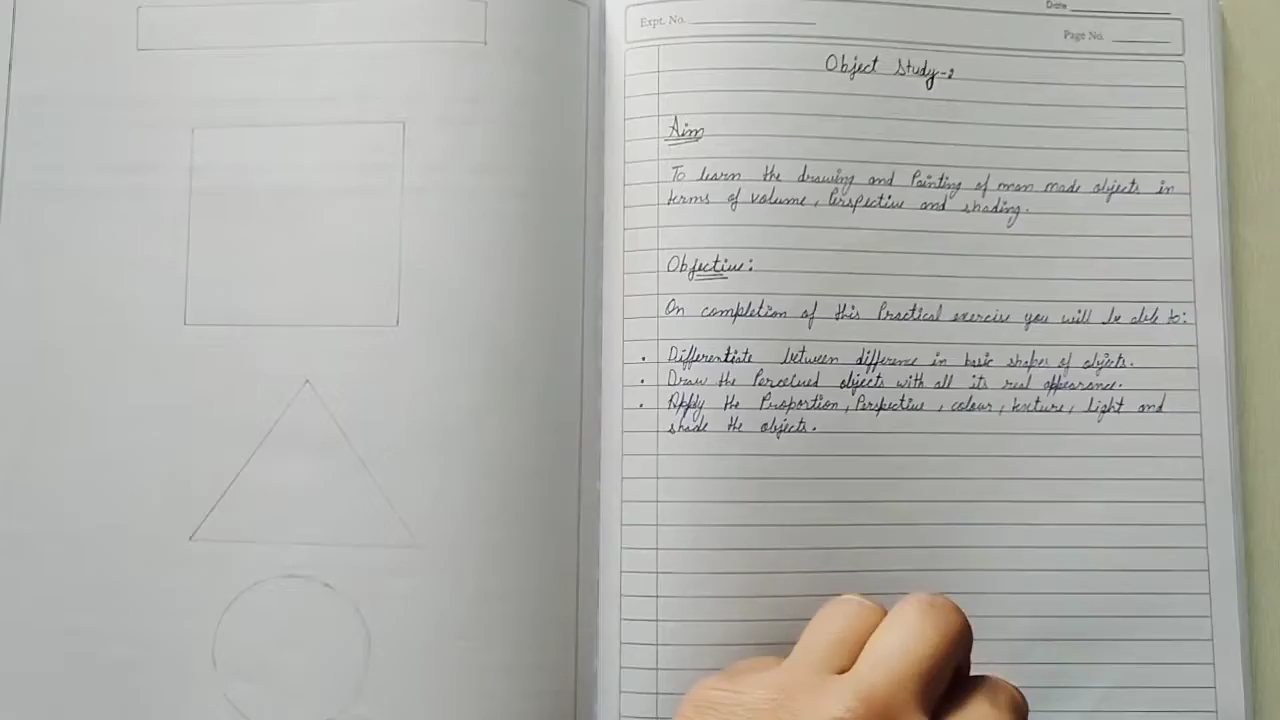 Date
Expt. No.
Page No.
Object Study-2
Aim
To learn the drawing and Painting of man made objects in
terms of volume, Perspective and shading.
Objective:
On completion of this Practical exercise you will be able to:
• Differentiate between difference in basic shapes of objects.
• Draw the Perceived objects with all its real appearance.
• Apply the Proportion, Perspective, colour, texture, light and
shade the objects.